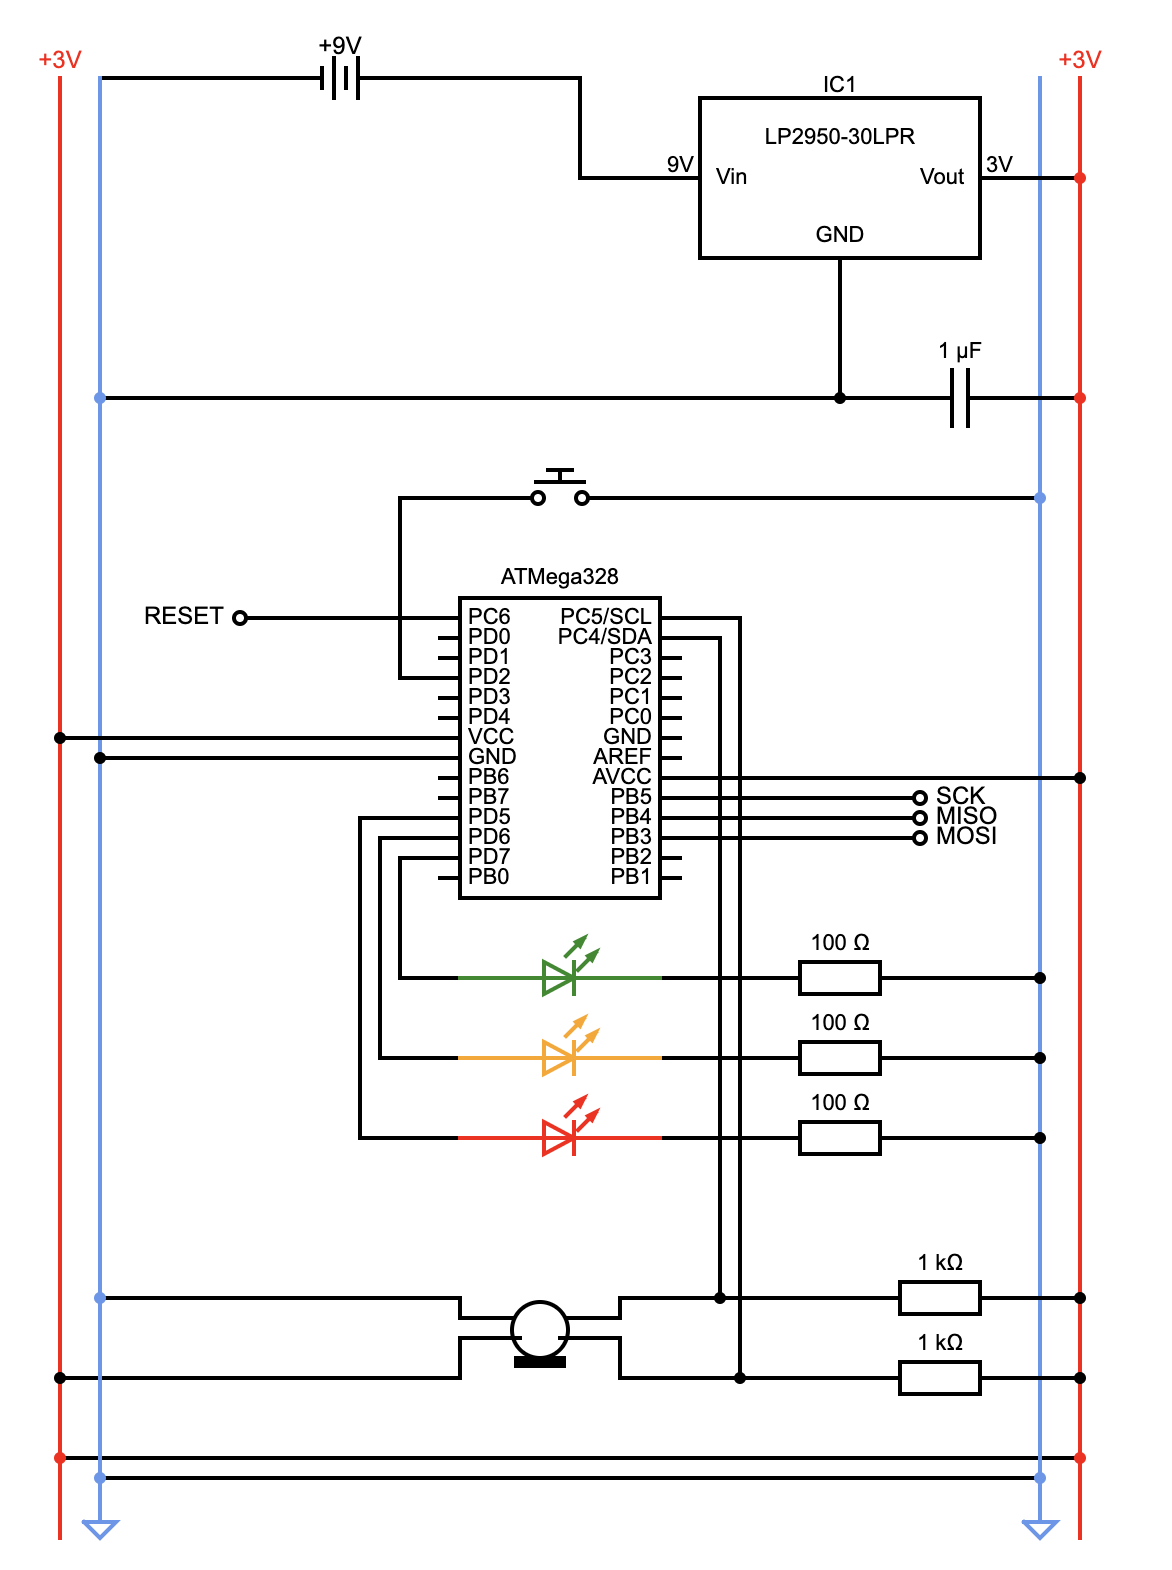 +3V
+9V
+3V
IC1
LP2950-30LPR
9V
Vin
Vout
3V
GND
1 µF
ATMega328
RESET
PC6
PC5/SCL
PD0
PC4/SDA
PD1
PC3
PD2
PC2
PD3
PC1
PD4
PC0
VCC
GND
GND
AREF
PB6
AVCC
PB7
PB5
SCK
PD5
PB4
MISO
PD6
PB3
MOSI
PD7
PB2
PB0
PB1
100 Ω
100 Ω
100 Ω
1 kΩ
1 kΩ